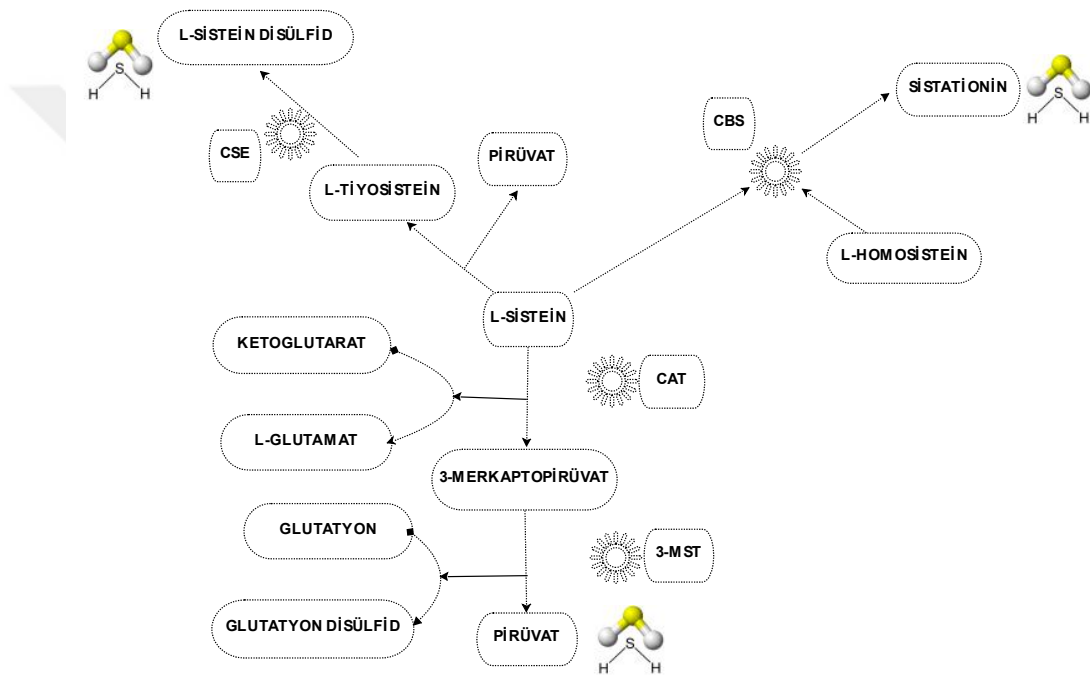 L-SİSTEİN DİSÜLFİD
S
H H
SİSTATİONİN
S
H H
CBS
CSE
PİRÜVAT
L-TİYOSİSTEİN
L-HOMOSİSTEİN
L-SİSTEİN
KETOGLUTARAT
CAT
L-GLUTAMAT
3-MERKAPTOPİRÜVAT
GLUTATYON
3-MST
GLUTATYON DİSÜLFİD
PİRÜVAT
S
H H